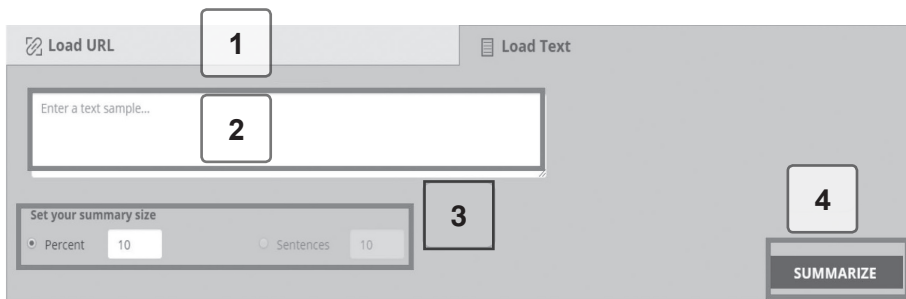 Load URL
1
Load Text
Enter a text sample...
2
3
Set your summary size
Percent 10 Sentences 10
4
SUMMARIZE